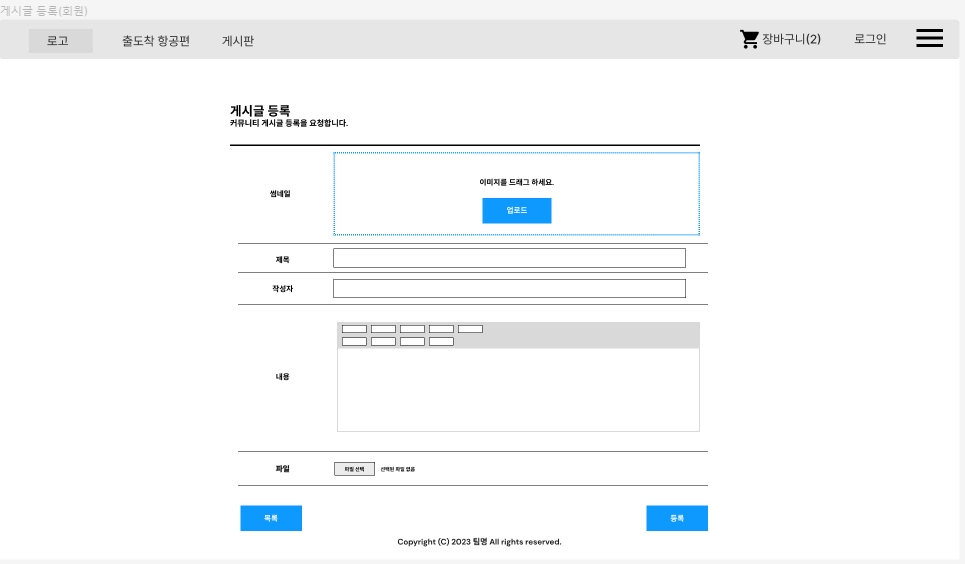 게시글 등록(회원)
로고 출도착 항공편 게시판 장바구니(2) 로그인
게시글 등록
커뮤니티 게시글 등록을 요청합니다.
썸네일
이미지를 드래그 하세요.
업로드
제목
작성자
내용
파일 파일 선택 선택된 파일 없음
목록 등록
Copyright (C) 2023 팀명 All rights reserved.